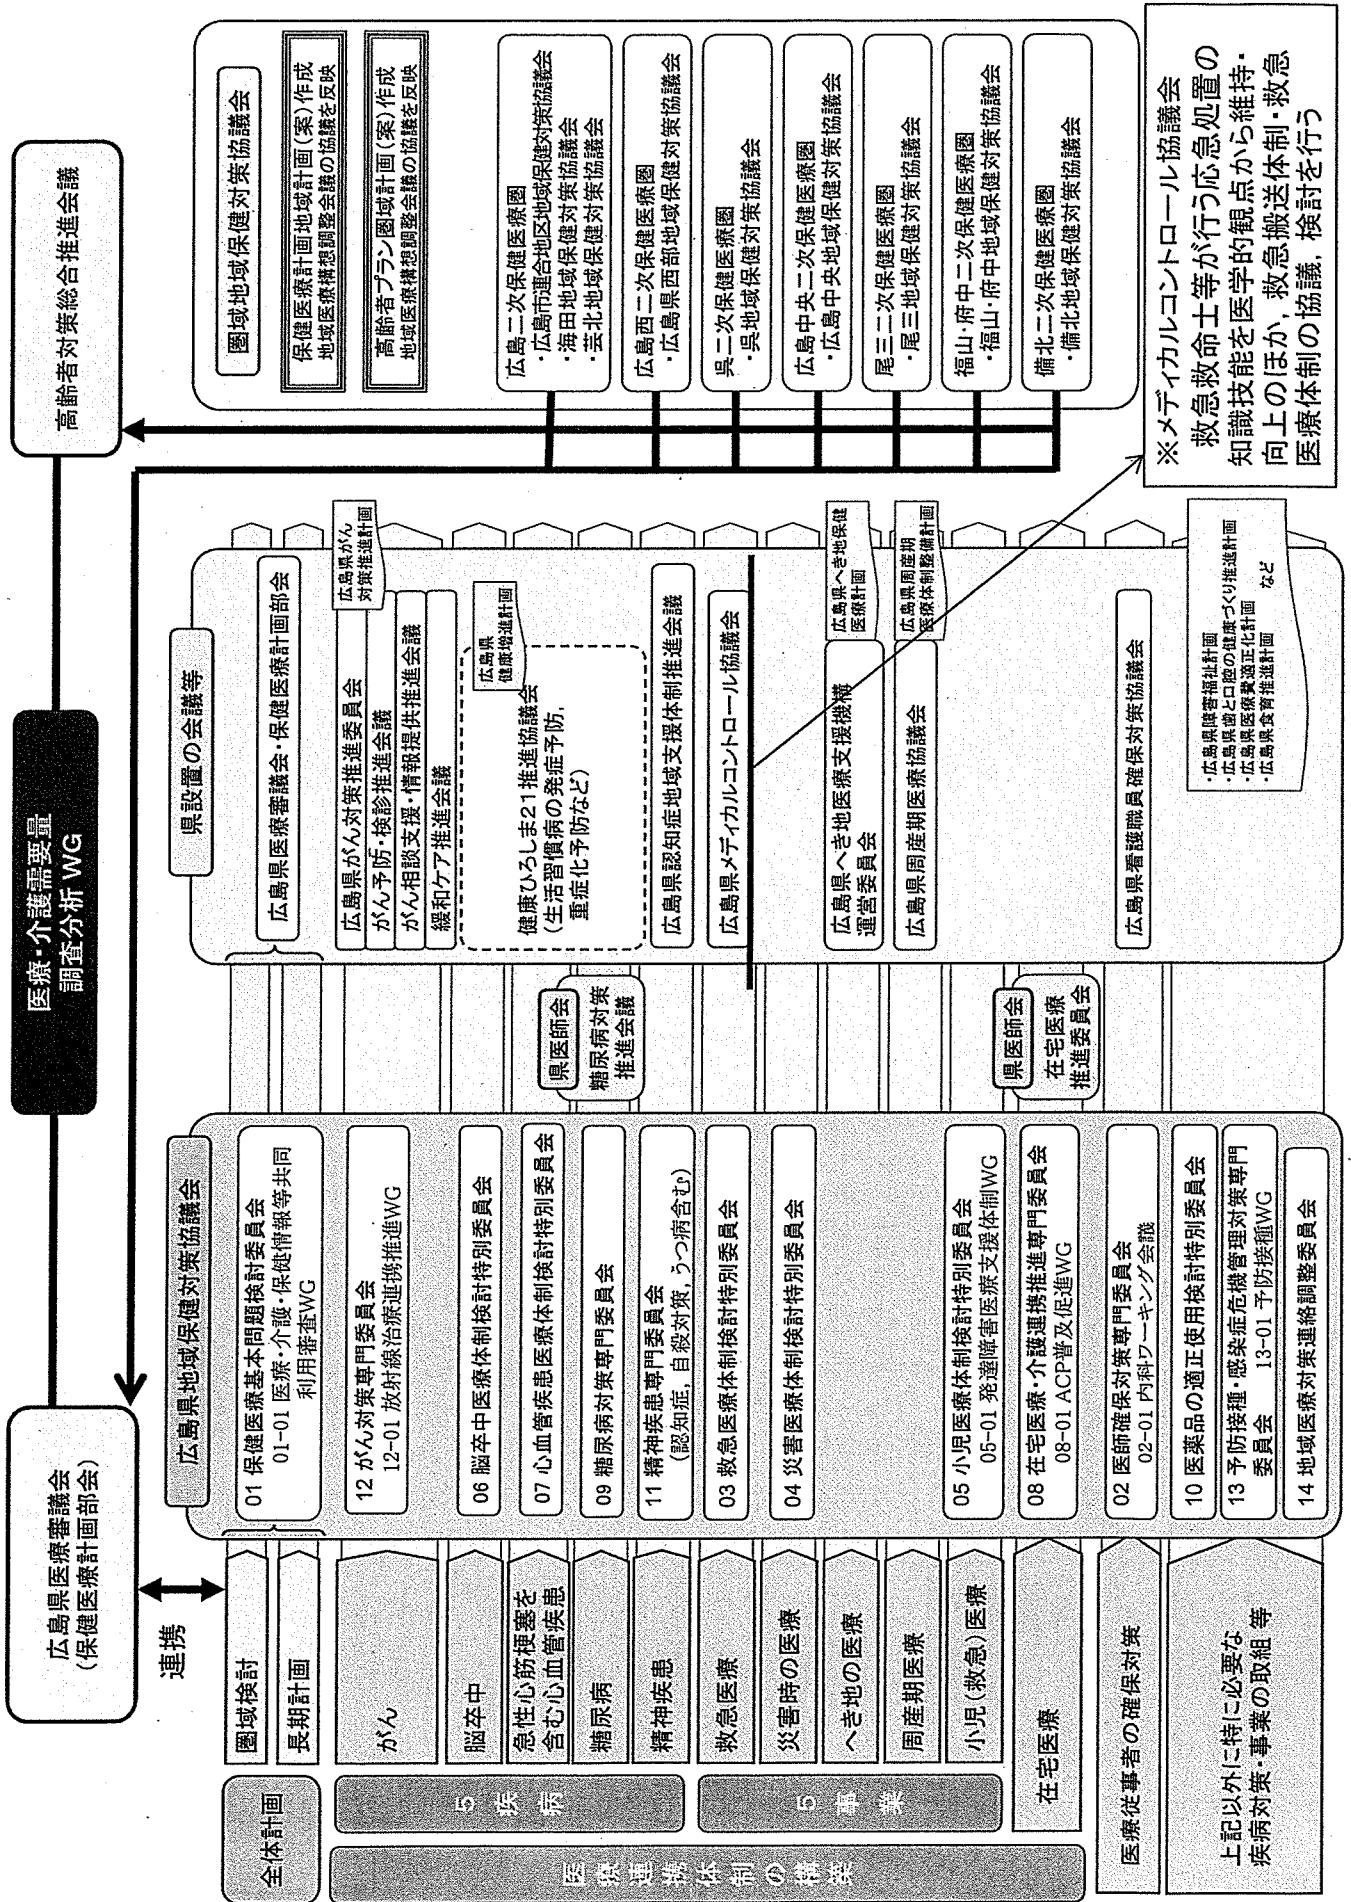 広島県医療審議会
(保健医療計画部会)
医療・介護需要量
調査分析 WG
高齢者対策総合推進会議
連携
全体計画
圏域検討
長期計画
医療連携体制の構築
5疾病
がん
脳卒中
急性心筋梗塞を
含む心血管疾患
糖尿病
精神疾患
5事業
救急医療
災害時の医療
へき地の医療
周産期医療
小児(救急)医療
在宅医療
医療従事者の確保対策
上記以外に特に必要な
疾病対策・事業の取組 等
広島県地域保健対策協議会
01 保健医療基本問題検討委員会
01-01 医療・介護・保健情報等共同
利用審査WG
12 がん対策専門委員会
12-01 放射線治療連携推進WG
06 脳卒中医療体制検討特別委員会
07 心血管疾患医療体制検討特別委員会
09 糖尿病対策専門委員会
11 精神疾患専門委員会
(認知症, 自殺対策, うつ病含む)
03 救急医療体制検討特別委員会
04 災害医療体制検討特別委員会
05 小児医療体制検討特別委員会
05-01 発達障害医療支援体制WG
08 在宅医療・介護連携推進専門委員会
08-01 ACP普及促進WG
02 医師確保対策専門委員会
02-01 内科ワーキング会議
10 医薬品の適正使用検討特別委員会
13 予防接種・感染症危機管理対策専門
委員会 13-01 予防接種WG
14 地域医療対策連絡調整委員会
県医師会
糖尿病対策
推進会議
県医師会
在宅医療
推進委員会
県設置の会議等
広島県医療審議会・保健医療計画部会
広島県がん対策推進委員会
がん予防・検診推進会議
がん相談支援・情報提供推進会議
緩和ケア推進会議
広島県がん
対策推進計画
健康ひろしま21推進協議会
(生活習慣病の発症予防,
重症化予防など)
広島県
健康増進計画
広島県認知症地域支援体制推進会議
広島県メディカルコントロール協議会
広島県へき地医療支援機構
運営委員会
広島県へき地保健
医療計画
広島県周産期医療協議会
広島県周産期
医療体制整備計画
広島県看護職員確保対策協議会
・広島県障害福祉計画
・広島県歯と口腔の健康づくり推進計画
・広島県医療費適正化計画
・広島県食育推進計画 など
圏域地域保健対策協議会
保健医療計画地域計画(案)作成
地域医療構想調整会議の協議を反映
高齢者プラン圏域計画(案)作成
地域医療構想調整会議の協議を反映
広島二次保健医療圏
・広島市連合地区地域保健対策協議会
・海田地域保健対策協議会
・芸北地域保健対策協議会
広島西二次保健医療圏
・広島県西部地域保健対策協議会
呉二次保健医療圏
・呉地域保健対策協議会
広島中央二次保健医療圏
・広島中央地域保健対策協議会
尾三二次保健医療圏
・尾三地域保健対策協議会
福山・府中二次保健医療圏
・福山・府中地域保健対策協議会
備北二次保健医療圏
・備北地域保健対策協議会
※メディカルコントロール協議会
救急救命士等が行う応急処置の
知識技能を医学的観点から維持・
向上のほか, 救急搬送体制・救急
医療体制の協議, 検討を行う